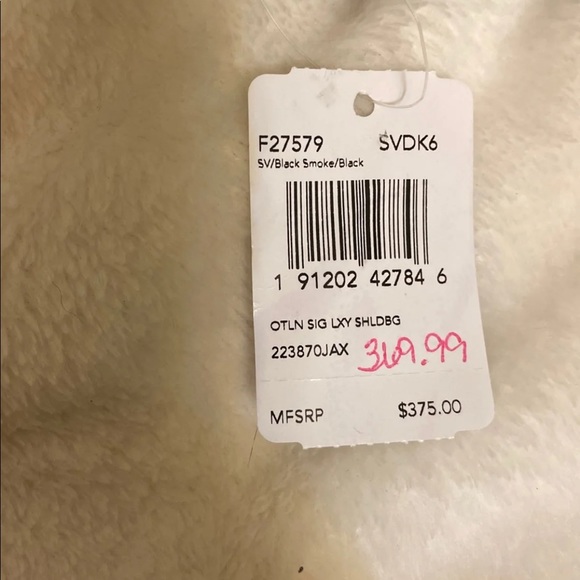 F27579 SVDK6
SV/Black Smoke/Black
1 91202 42784 6
OTLN SIG LXY SHLDBG
223870JAX 369.99
MFSRP $375.00